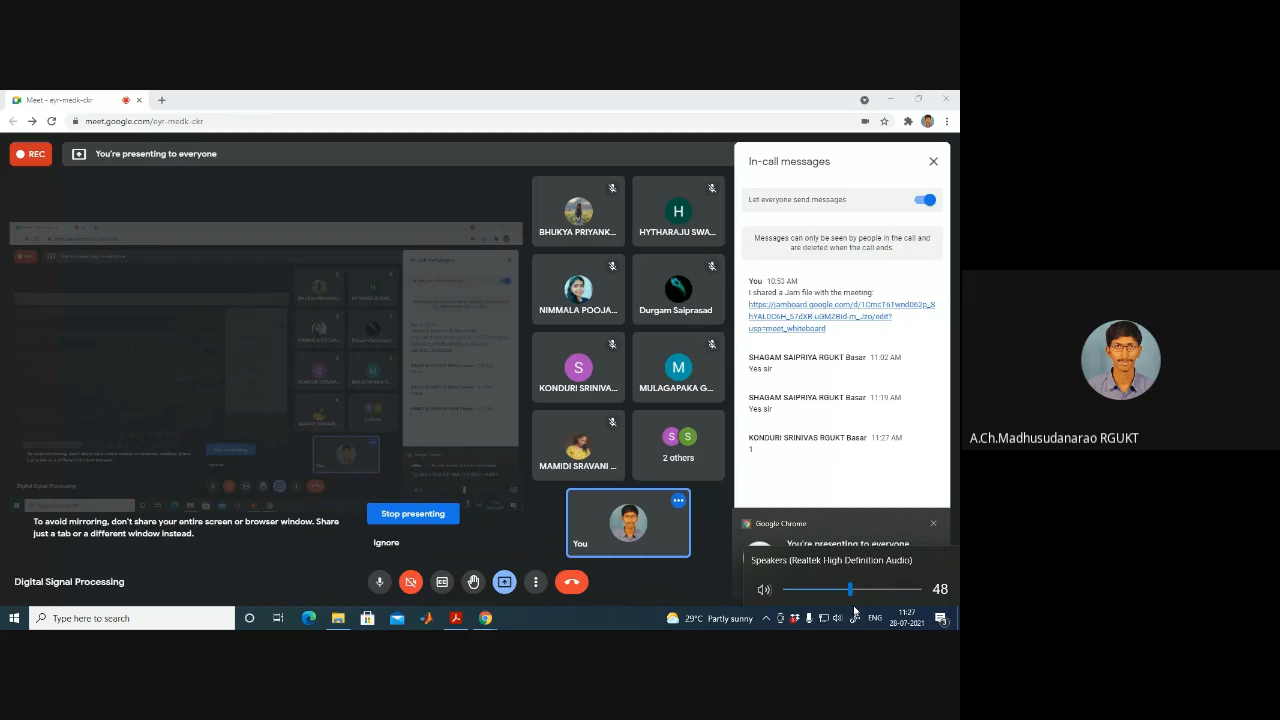 Meet - eyr-medk-ckr
meet.google.com/eyr-medk-ckr
REC
You're presenting to everyone
BHUKYA PRIYANK...
HYTHARAJU SWA...
NIMMALA POOJA...
Durgam Saiprasad
S
KONDURI SRINIVA...
M
MULAGAPAKA G...
MAMIDI SRAVANI ...
S S
2 others
H
You
To avoid mirroring, don't share your entire screen or browser window. Share
just a tab or a different window instead.
Stop presenting
Ignore
Digital Signal Processing
In-call messages
Let everyone send messages
Messages can only be seen by people in the call and
are deleted when the call ends.
You 10:53 AM
I shared a Jam file with the meeting:
usp=meet_whiteboard
SHAGAM SAIPRIYA RGUKT Basar 11:02 AM
Yes sir
SHAGAM SAIPRIYA RGUKT Basar 11:19 AM
Yes sir
KONDURI SRINIVAS RGUKT Basar 11:27 AM
1
Google Chrome
You're presenting to everyone
Speakers (Realtek High Definition Audio)
48
Type here to search
29°C Partly sunny
ENG
11:27
28-07-2021
A.Ch.Madhusudanarao RGUKT